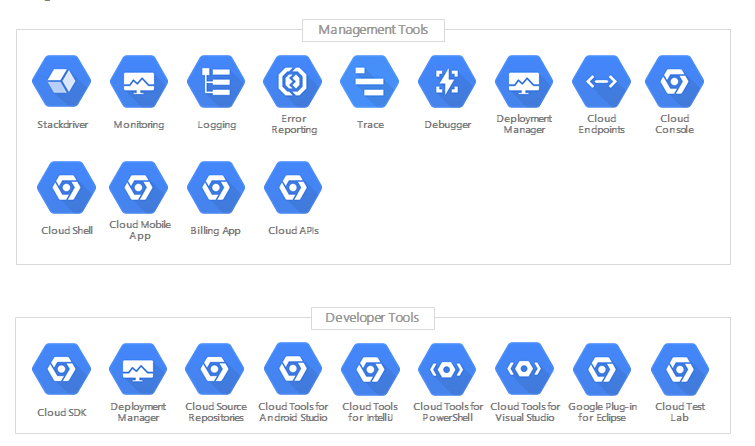 Management Tools
Stackdriver
Monitoring
Logging
Error
Reporting
Trace
Debugger
Deployment
Manager
Cloud
Endpoints
Cloud
Console
Cloud Shell
Cloud Mobile
App
Billing App
Cloud APIs
Developer Tools
Cloud SDK
Deployment
Manager
Cloud Source
Repositories
Cloud Tools for
Android Studio
Cloud Tools
for IntelliJ
Cloud Tools for
PowerShell
Cloud Tools for
Visual Studio
Google Plug-in
for Eclipse
Cloud Test
Lab